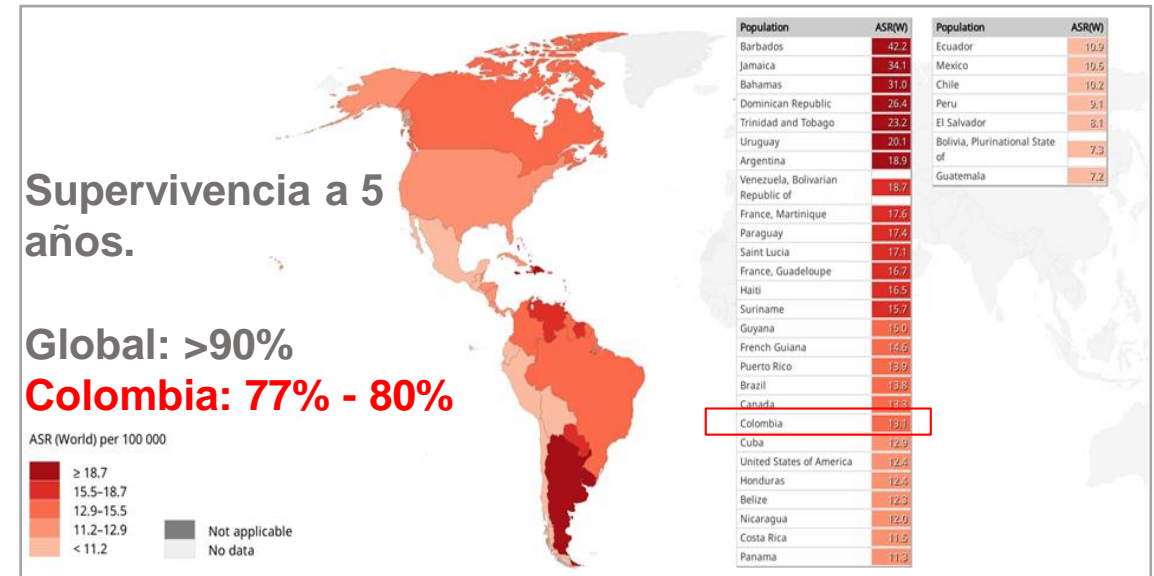 Supervivencia a 5
años.
Global: >90%
Colombia: 77% - 80%
ASR (World) per 100 000
≥ 18.7
15.5–18.7
12.9–15.5
11.2–12.9
< 11.2
Not applicable
No data
Population ASR(W)
Barbados 42.2
Jamaica 34.1
Bahamas 31.0
Dominican Republic 26.4
Trinidad and Tobago 23.2
Uruguay 20.1
Argentina 18.9
Venezuela, Bolivarian
Republic of 18.7
France, Martinique 17.6
Paraguay 17.4
Saint Lucia 17.1
France, Guadeloupe 16.7
Haiti 16.5
Suriname 15.7
Guyana 15.0
French Guiana 14.6
Puerto Rico 13.9
Brazil 13.8
Canada 13.3
Colombia 13.1
Cuba 12.9
United States of America 12.4
Honduras 12.4
Belize 12.3
Nicaragua 12.0
Costa Rica 11.5
Panama 11.3
Population ASR(W)
Ecuador 10.9
Mexico 10.6
Chile 10.2
Peru 9.1
El Salvador 8.1
Bolivia, Plurinational State
of 7.3
Guatemala 7.2